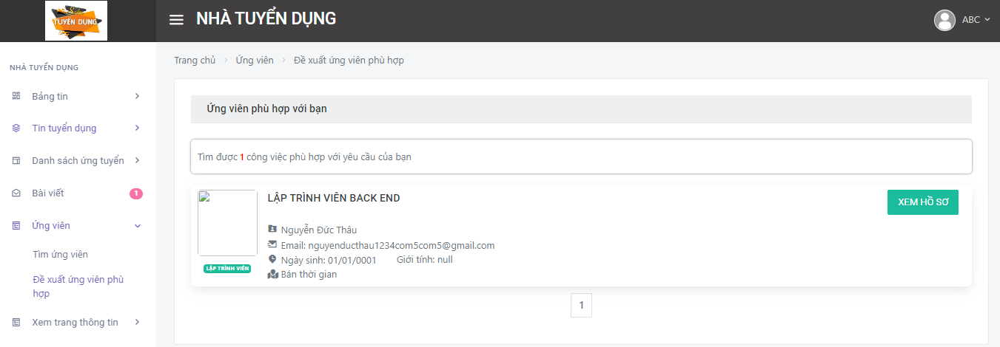 Salio
TUYỂN DỤNG
NHÀ TUYỂN DỤNG
ABC
NHÀ TUYỂN DỤNG
Bảng tin
Tin tuyển dụng
Danh sách ứng tuyển
Bài viết 1
Ứng viên
Tìm ứng viên
Đề xuất ứng viên phù
hợp
Xem trang thông tin
Trang chủ > Ứng viên > Đề xuất ứng viên phù hợp
Ứng viên phù hợp với bạn
Tìm được 1 công việc phù hợp với yêu cầu của bạn
LẬP TRÌNH VIÊN BACK END
XEM HỒ SƠ
Nguyễn Đức Thâu
Email: nguyenducthau1234com5com5@gmail.com
Ngày sinh: 01/01/0001 Giới tính: null
LẬP TRÌNH VIÊN
Bán thời gian
1